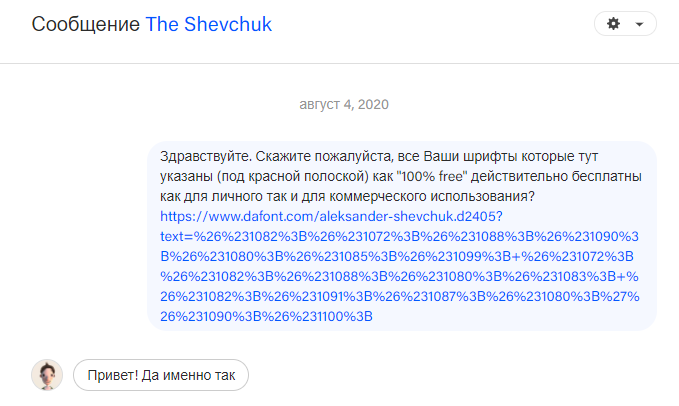 Сообщение The Shevchuk
август 4, 2020
Здравствуйте. Скажите пожалуйста, все Ваши шрифты которые тут
указаны (под красной полоской) как "100% free" действительно бесплатны
как для личного так и для коммерческого использования?
https://www.dafont.com/aleksander-shevchuk.d2405?
text=%26%231082%3B%26%231072%3B%26%231088%3B%26%231090%3
B%26%231080%3B%26%231085%3B%26%231099%3B+%26%231072%3B
%26%231082%3B%26%231088%3B%26%231080%3B%26%231083%3B+%
26%231082%3B%26%231091%3B%26%231087%3B%26%231080%3B%27%
26%231090%3B%26%231100%3B
Привет! Да именно так